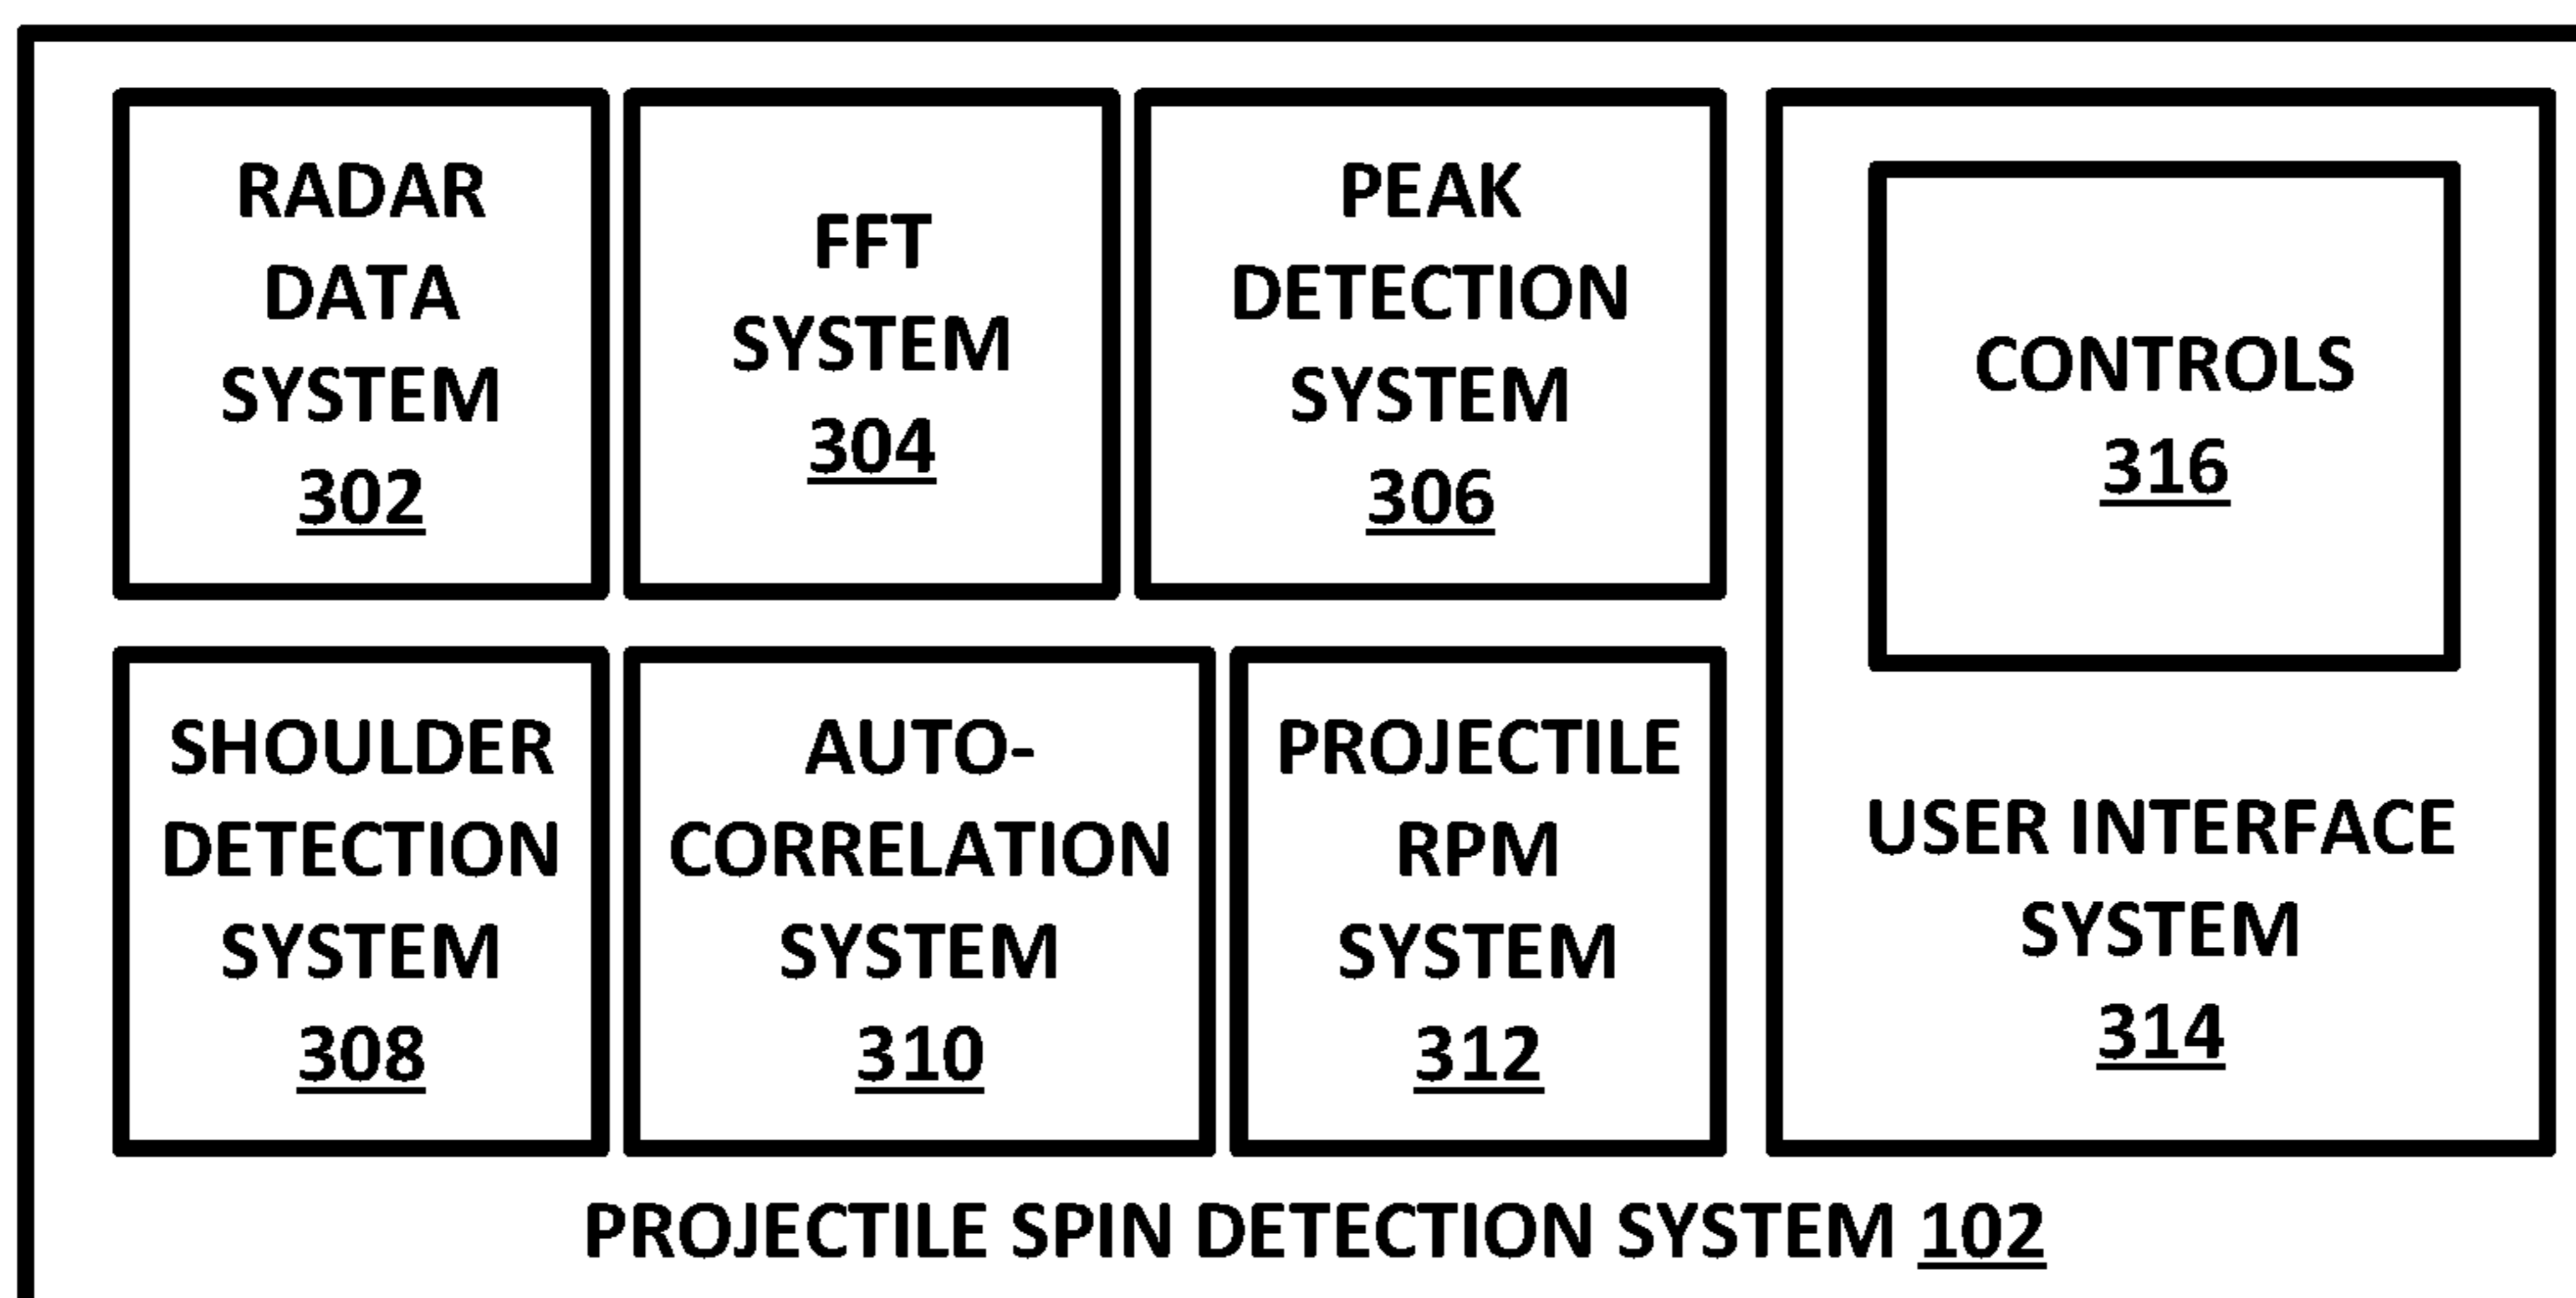 RADAR
DATA
SYSTEM
302
FFT
SYSTEM
304
PEAK
DETECTION
SYSTEM
306
CONTROLS
316
SHOULDER
DETECTION
SYSTEM
308
AUTO-
CORRELATION
SYSTEM
310
PROJECTILE
RPM
SYSTEM
312
USER INTERFACE
SYSTEM
314
PROJECTILE SPIN DETECTION SYSTEM 102